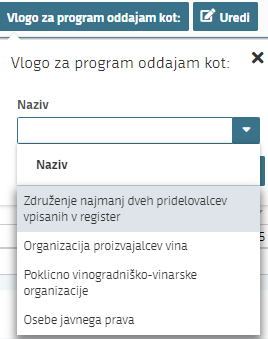 Vlogo za program oddajam kot:
Uredi
Vlogo za program oddajam kot:
Naziv
Naziv
Združenje najmanj dveh pridelovalcev
vpisanih v register
Organizacija proizvajalcev vina
Poklicno vinogradniško-vinarske
organizacije
Osebe javnega prava
5